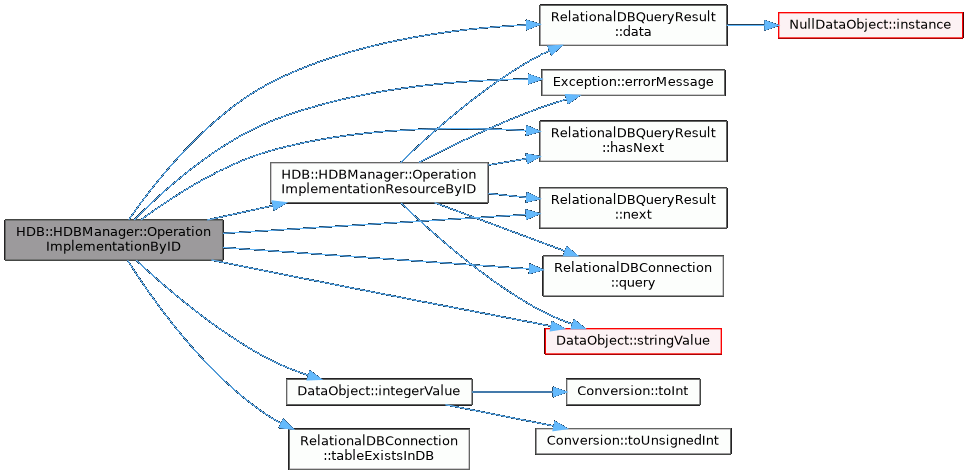 RelationalDBQueryResult
::data
NullDataObject::instance
Exception::errorMessage
RelationalDBQueryResult
::hasNext
HDB::HDBManager::Operation
ImplementationResourceByID
RelationalDBQueryResult
::next
HDB::HDBManager::Operation
ImplementationByID
RelationalDBConnection
::query
DataObject::stringValue
DataObject::integerValue
Conversion::toInt
RelationalDBConnection
::tableExistsInDB
Conversion::toUnsignedInt